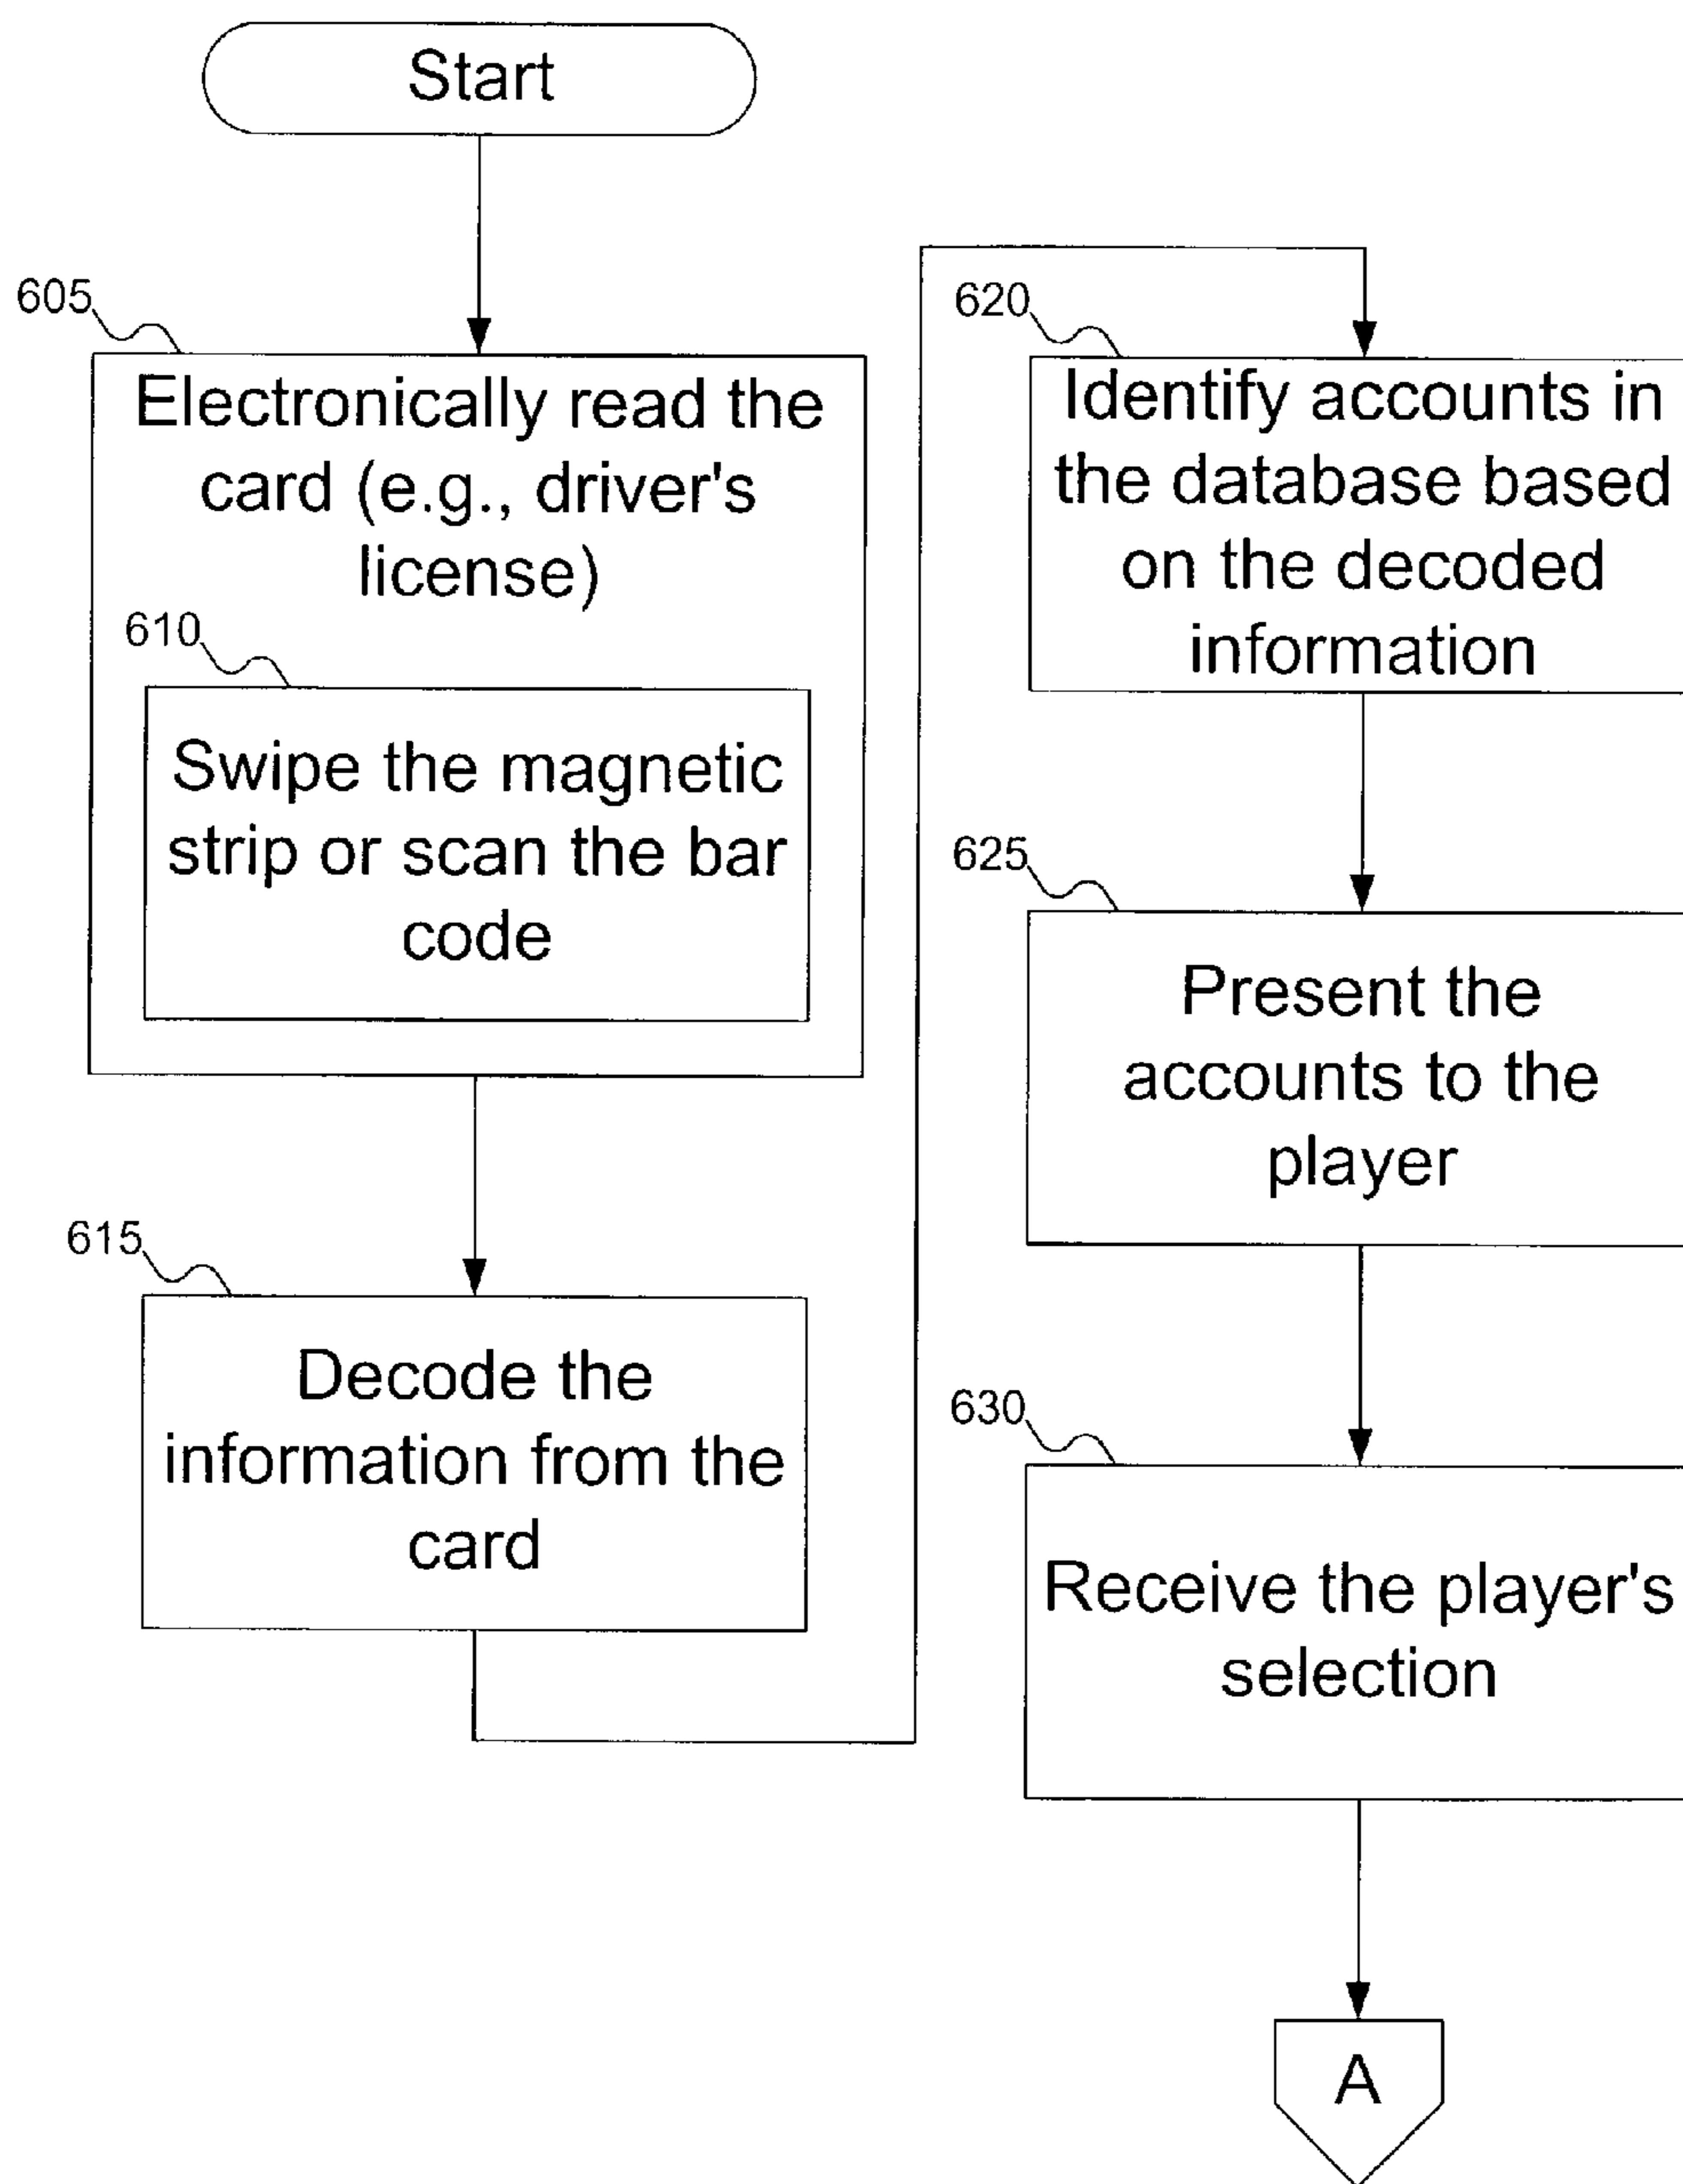 Start
605
Electronically read the
card (e.g., driver's
license)
610
Swipe the magnetic
strip or scan the bar
code
615
Decode the
information from the
card
620
Identify accounts in
the database based
on the decoded
information
625
Present the
accounts to the
player
630
Receive the player's
selection
A